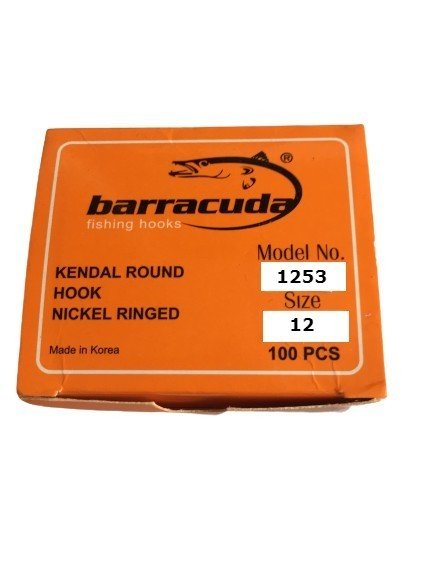 ®
barracuda
fishing hooks
KENDAL ROUND
HOOK
NICKEL RINGED
Made in Korea
Model No.
1253
Size
12
100 PCS